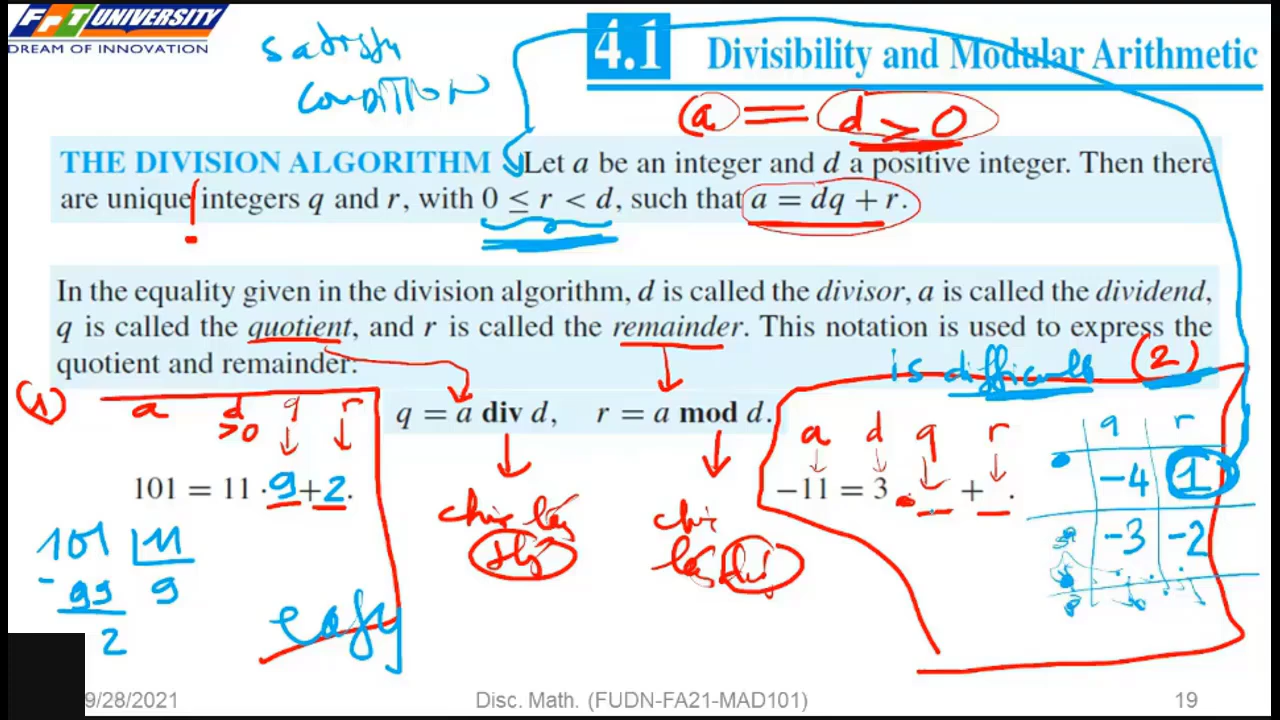 FPT UNIVERSITY
DREAM OF INNOVATION
satisfy
condition
4.1 Divisibility and Modular Arithmetic
a = d > 0
THE DIVISION ALGORITHM Let a be an integer and d a positive integer. Then there
are unique integers q and r, with 0 ≤ r < d, such that a = dq + r.
!
In the equality given in the division algorithm, d is called the divisor, a is called the dividend,
q is called the quotient, and r is called the remainder. This notation is used to express the
quotient and remainder:
is difficult (2)
q = a div d, r = a mod d.
(1)
a d q r
>0
101 = 11 · 9 + 2.
101 11
- 99 9
2
easy
chia lấy
chia
lấy dư
a d q r
−11 = 3 · + .
q r
-4 1
-3 -2
9/28/2021
Disc. Math. (FUDN-FA21-MAD101)
19